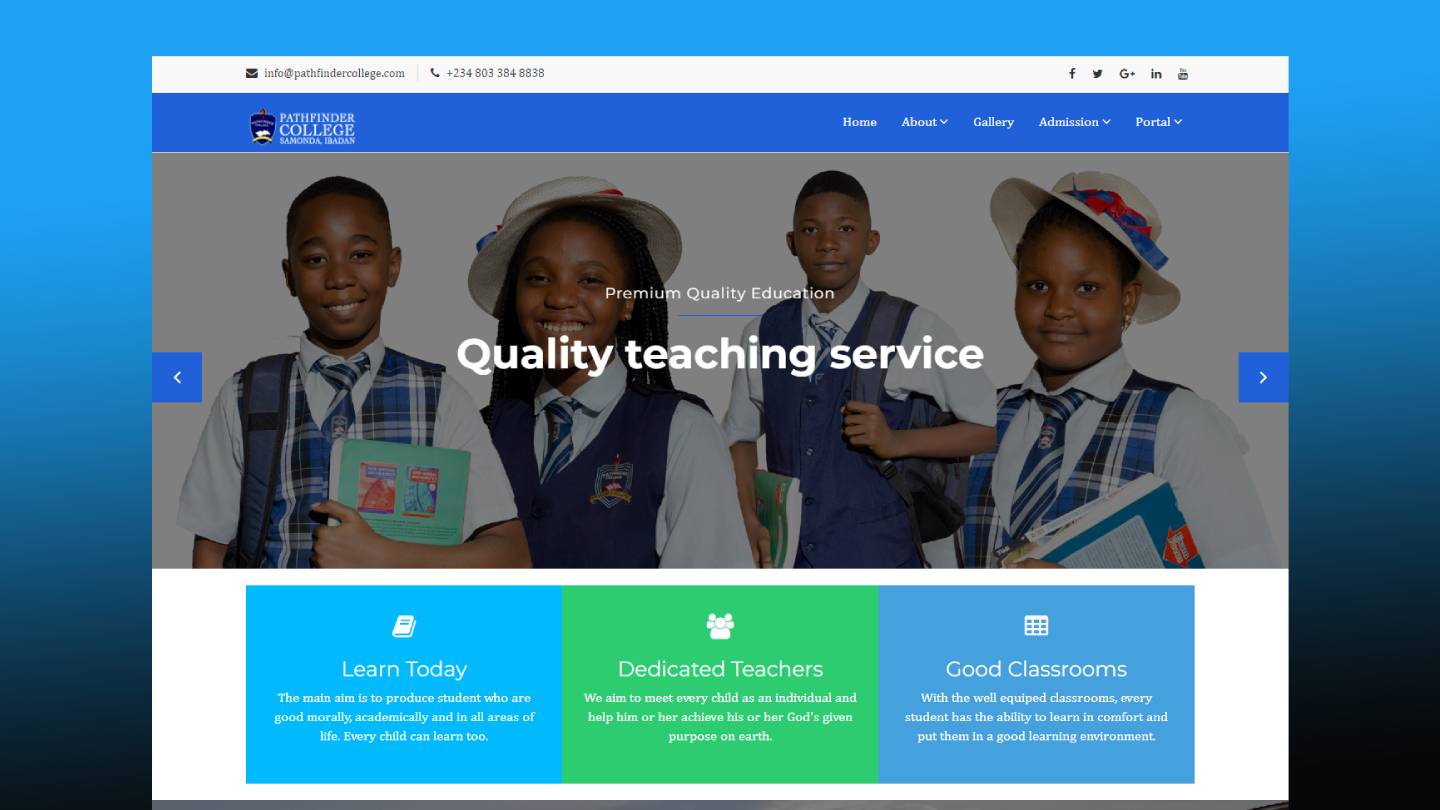 info@pathfindercollege.com
+234 803 384 8838
PATHFINDER
COLLEGE
SAMONDA, IBADAN
Home
About
Gallery
Admission
Portal
Premium Quality Education
Quality teaching service
Learn Today
The main aim is to produce student who are
good morally, academically and in all areas of
life. Every child can learn too.
Dedicated Teachers
We aim to meet every child as an individual and
help him or her achieve his or her God's given
purpose on earth.
Good Classrooms
With the well equiped classrooms, every
student has the ability to learn in comfort and
put them in a good learning environment.